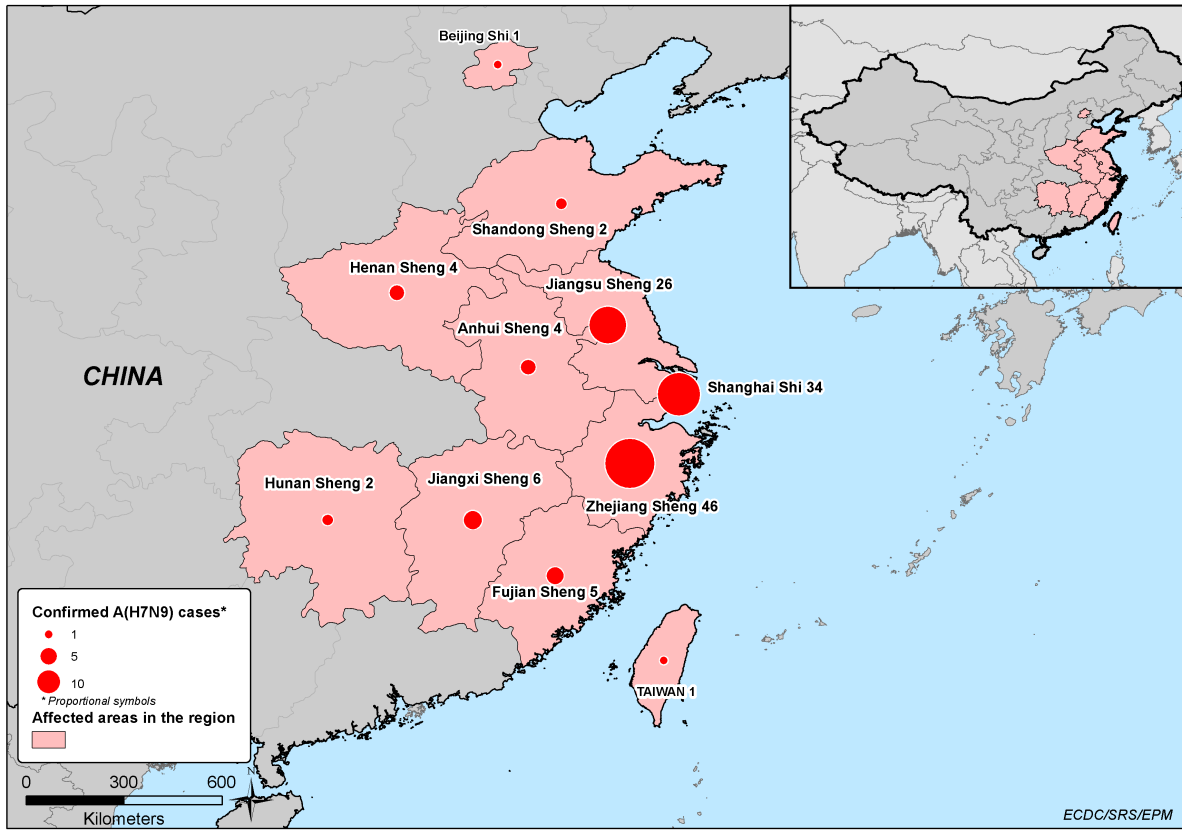 Beijing Shi 1
Shandong Sheng 2
Henan Sheng 4
Jiangsu Sheng 26
Anhui Sheng 4
CHINA
Shanghai Shi 34
Hunan Sheng 2
Jiangxi Sheng 6
Zhejiang Sheng 46
Fujian Sheng 5
TAIWAN 1
Confirmed A(H7N9) cases*
1
5
10
* Proportional symbols
Affected areas in the region
N
0 300 600
Kilometers
ECDC/SRS/EPM